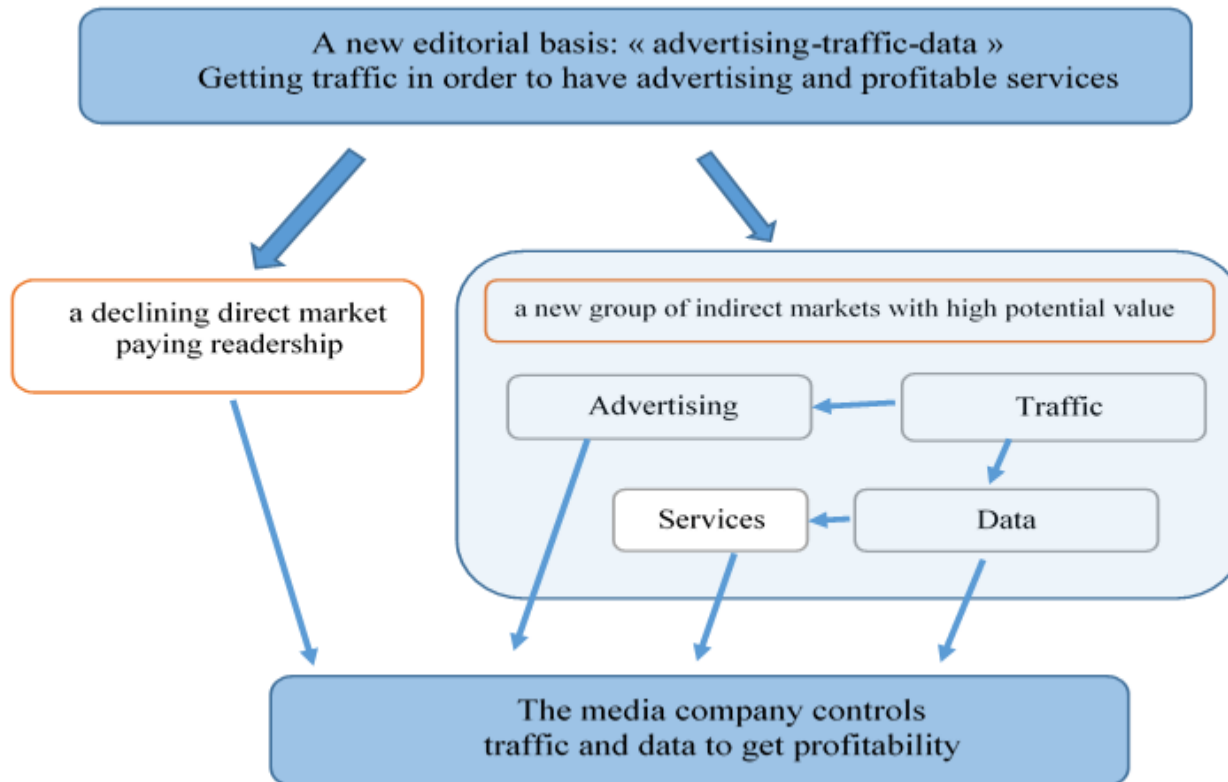 A new editorial basis: « advertising-traffic-data »
Getting traffic in order to have advertising and profitable services
a declining direct market
paying readership
a new group of indirect markets with high potential value
Advertising
Traffic
Services
Data
The media company controls
traffic and data to get profitability